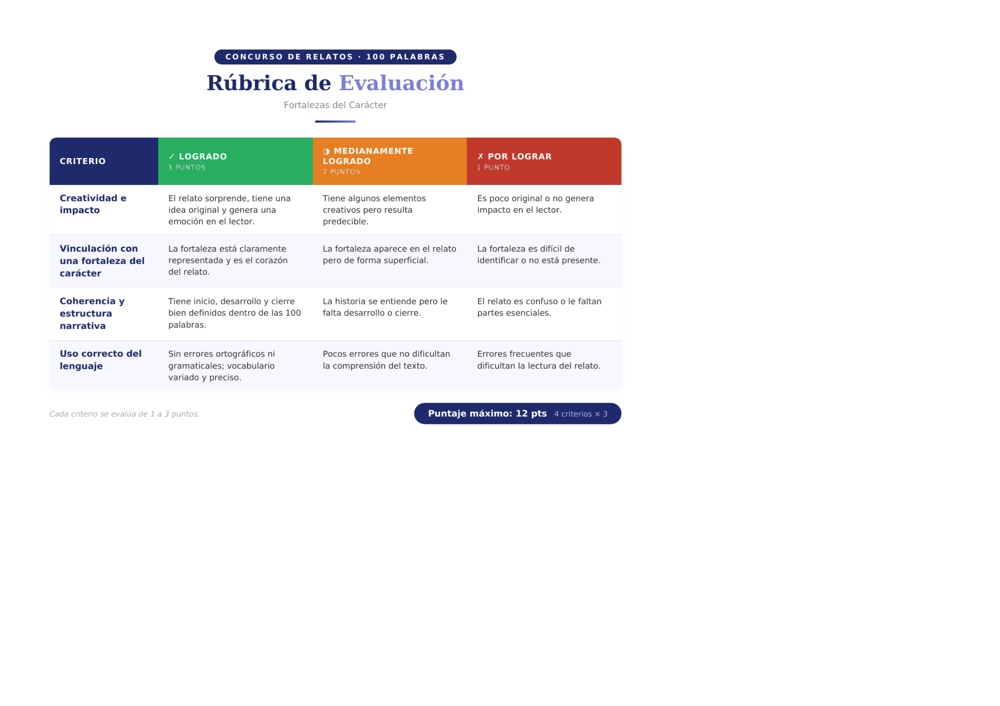 CONCURSO DE RELATOS · 100 PALABRAS
Rúbrica de Evaluación
Fortalezas del Carácter
CRITERIO
✓ LOGRADO
3 PUNTOS
◑ MEDIANAMENTE
LOGRADO
2 PUNTOS
✗ POR LOGRAR
1 PUNTO
Creatividad e
impacto
El relato sorprende, tiene una
idea original y genera una
emoción en el lector.
Tiene algunos elementos
creativos pero resulta
predecible.
Es poco original o no genera
impacto en el lector.
Vinculación con
una fortaleza del
carácter
La fortaleza está claramente
representada y es el corazón
del relato.
La fortaleza aparece en el relato
pero de forma superficial.
La fortaleza es difícil de
identificar o no está presente.
Coherencia y
estructura
narrativa
Tiene inicio, desarrollo y cierre
bien definidos dentro de las 100
palabras.
La historia se entiende pero le
falta desarrollo o cierre.
El relato es confuso o le faltan
partes esenciales.
Uso correcto del
lenguaje
Sin errores ortográficos ni
gramaticales; vocabulario
variado y preciso.
Pocos errores que no dificultan
la comprensión del texto.
Errores frecuentes que
dificultan la lectura del relato.
Cada criterio se evalúa de 1 a 3 puntos.
Puntaje máximo: 12 pts 4 criterios × 3